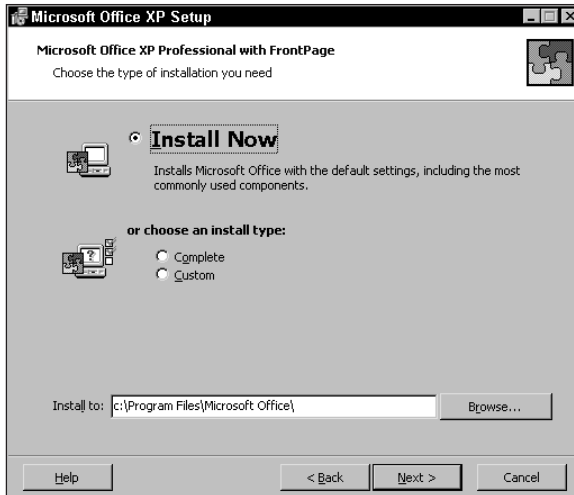 Microsoft Office XP Setup
Microsoft Office XP Professional with FrontPage
Choose the type of installation you need
Install Now
Installs Microsoft Office with the default settings, including the most
commonly used components.
or choose an install type:
Complete
Custom
Install to: c:\Program Files\Microsoft Office\ Browse...
Help < Back Next > Cancel